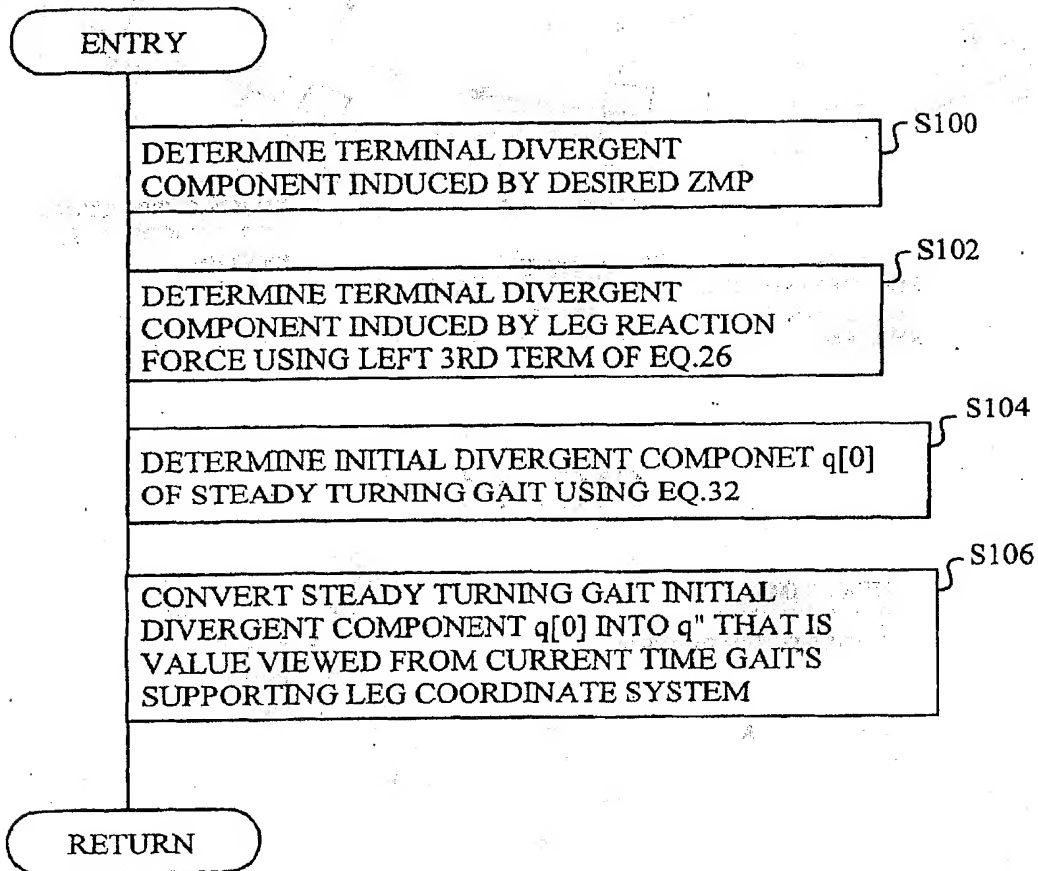 ENTRY
S100
DETERMINE TERMINAL DIVERGENT
COMPONENT INDUCED BY DESIRED ZMP
S102
DETERMINE TERMINAL DIVERGENT
COMPONENT INDUCED BY LEG REACTION
FORCE USING LEFT 3RD TERM OF EQ.26
S104
DETERMINE INITIAL DIVERGENT COMPONET q[0]
OF STEADY TURNING GAIT USING EQ.32
S106
CONVERT STEADY TURNING GAIT INITIAL
DIVERGENT COMPONENT q[0] INTO q" THAT IS
VALUE VIEWED FROM CURRENT TIME GAIT'S
SUPPORTING LEG COORDINATE SYSTEM
RETURN